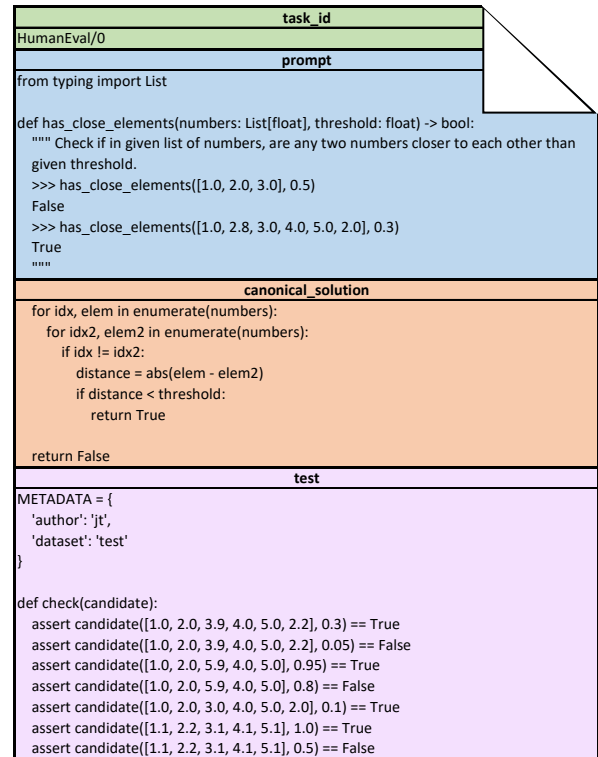 task_id
HumanEval/0
prompt
from typing import List

def has_close_elements(numbers: List[float], threshold: float) -> bool:
    """ Check if in given list of numbers, are any two numbers closer to each other than
    given threshold.
    >>> has_close_elements([1.0, 2.0, 3.0], 0.5)
    False
    >>> has_close_elements([1.0, 2.8, 3.0, 4.0, 5.0, 2.0], 0.3)
    True
    """
canonical_solution
    for idx, elem in enumerate(numbers):
        for idx2, elem2 in enumerate(numbers):
            if idx != idx2:
                distance = abs(elem - elem2)
                if distance < threshold:
                    return True

    return False
test
METADATA = {
    'author': 'jt',
    'dataset': 'test'
}

def check(candidate):
    assert candidate([1.0, 2.0, 3.9, 4.0, 5.0, 2.2], 0.3) == True
    assert candidate([1.0, 2.0, 3.9, 4.0, 5.0, 2.2], 0.05) == False
    assert candidate([1.0, 2.0, 5.9, 4.0, 5.0], 0.95) == True
    assert candidate([1.0, 2.0, 5.9, 4.0, 5.0], 0.8) == False
    assert candidate([1.0, 2.0, 3.0, 4.0, 5.0, 2.0], 0.1) == True
    assert candidate([1.1, 2.2, 3.1, 4.1, 5.1], 1.0) == True
    assert candidate([1.1, 2.2, 3.1, 4.1, 5.1], 0.5) == False